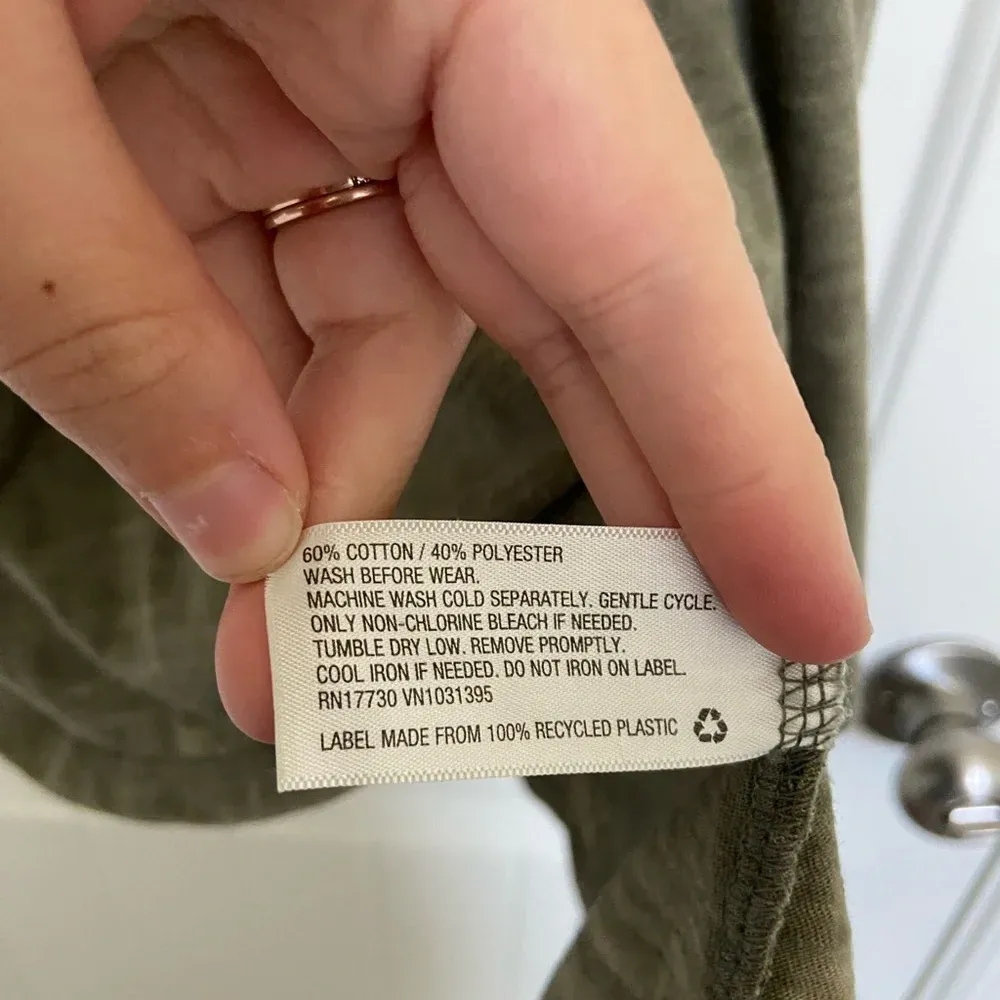 60% COTTON / 40% POLYESTER
WASH BEFORE WEAR.
MACHINE WASH COLD SEPARATELY. GENTLE CYCLE.
ONLY NON-CHLORINE BLEACH IF NEEDED.
TUMBLE DRY LOW. REMOVE PROMPTLY.
COOL IRON IF NEEDED. DO NOT IRON ON LABEL.
RN17730 VN1031395
LABEL MADE FROM 100% RECYCLED PLASTIC